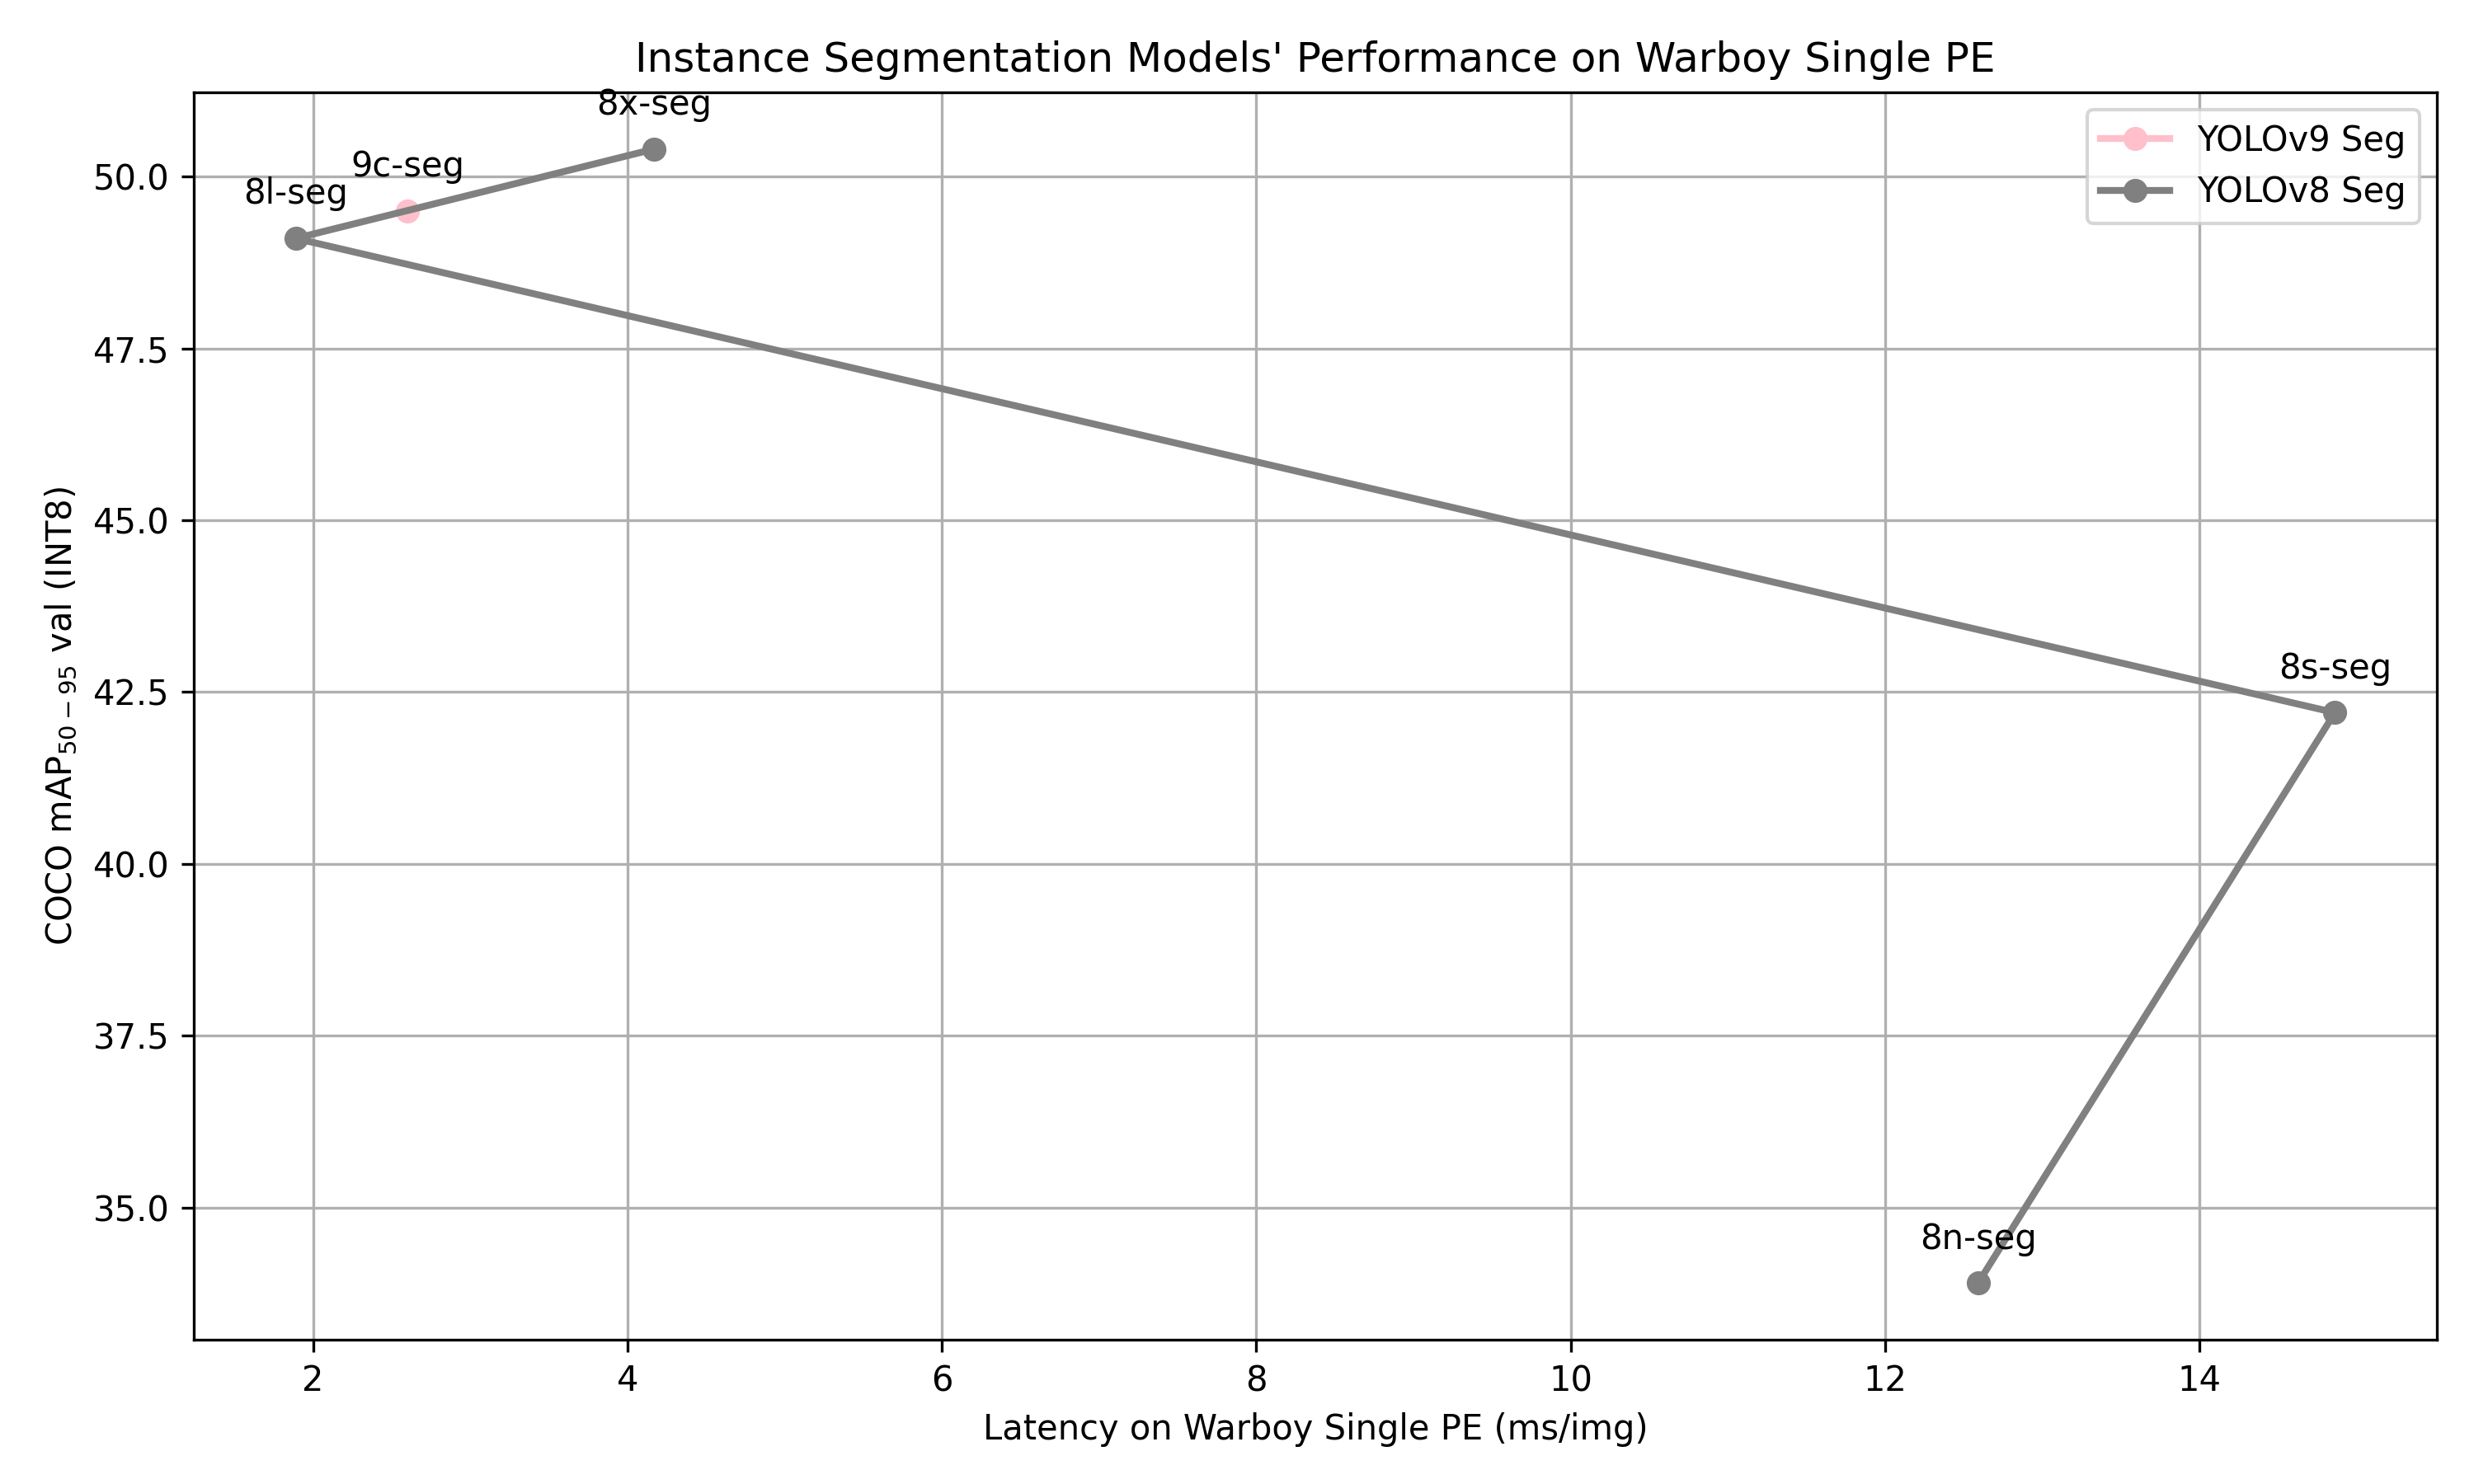 Instance Segmentation Models' Performance on Warboy Single PE
8x-seg
9c-seg
8l-seg
YOLOv9 Seg
YOLOv8 Seg
50.0
47.5
45.0
42.5
40.0
37.5
35.0
COCO mAP50−95 val (INT8)
8s-seg
8n-seg
2 4 6 8 10 12 14
Latency on Warboy Single PE (ms/img)